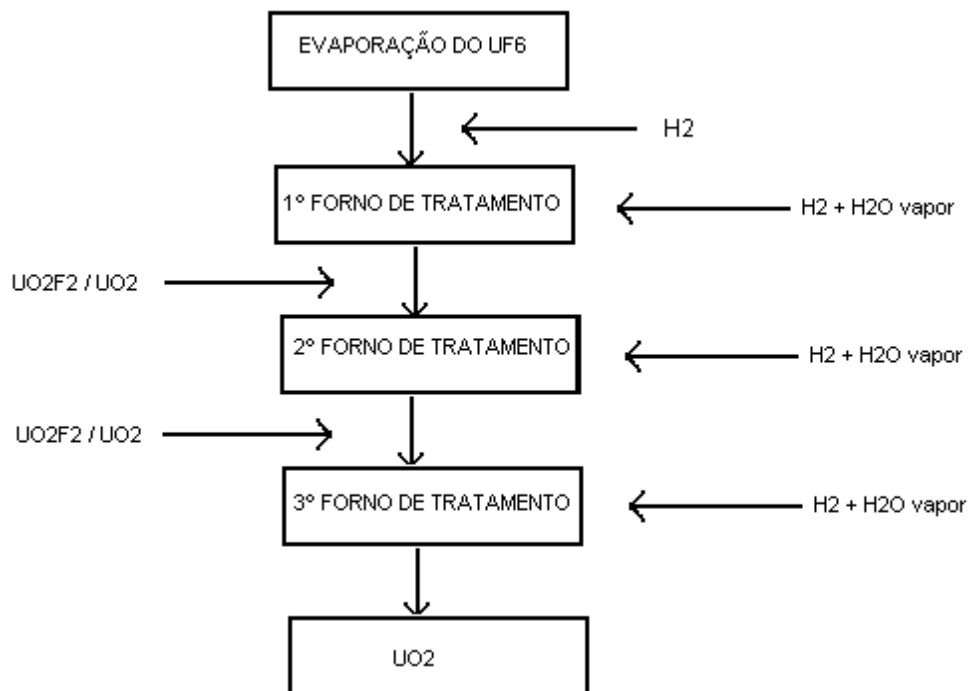 EVAPORAÇÃO DO UF6
H2
1º FORNO DE TRATAMENTO
H2 + H2O vapor
UO2F2 / UO2
2º FORNO DE TRATAMENTO
H2 + H2O vapor
UO2F2 / UO2
3º FORNO DE TRATAMENTO
H2 + H2O vapor
UO2